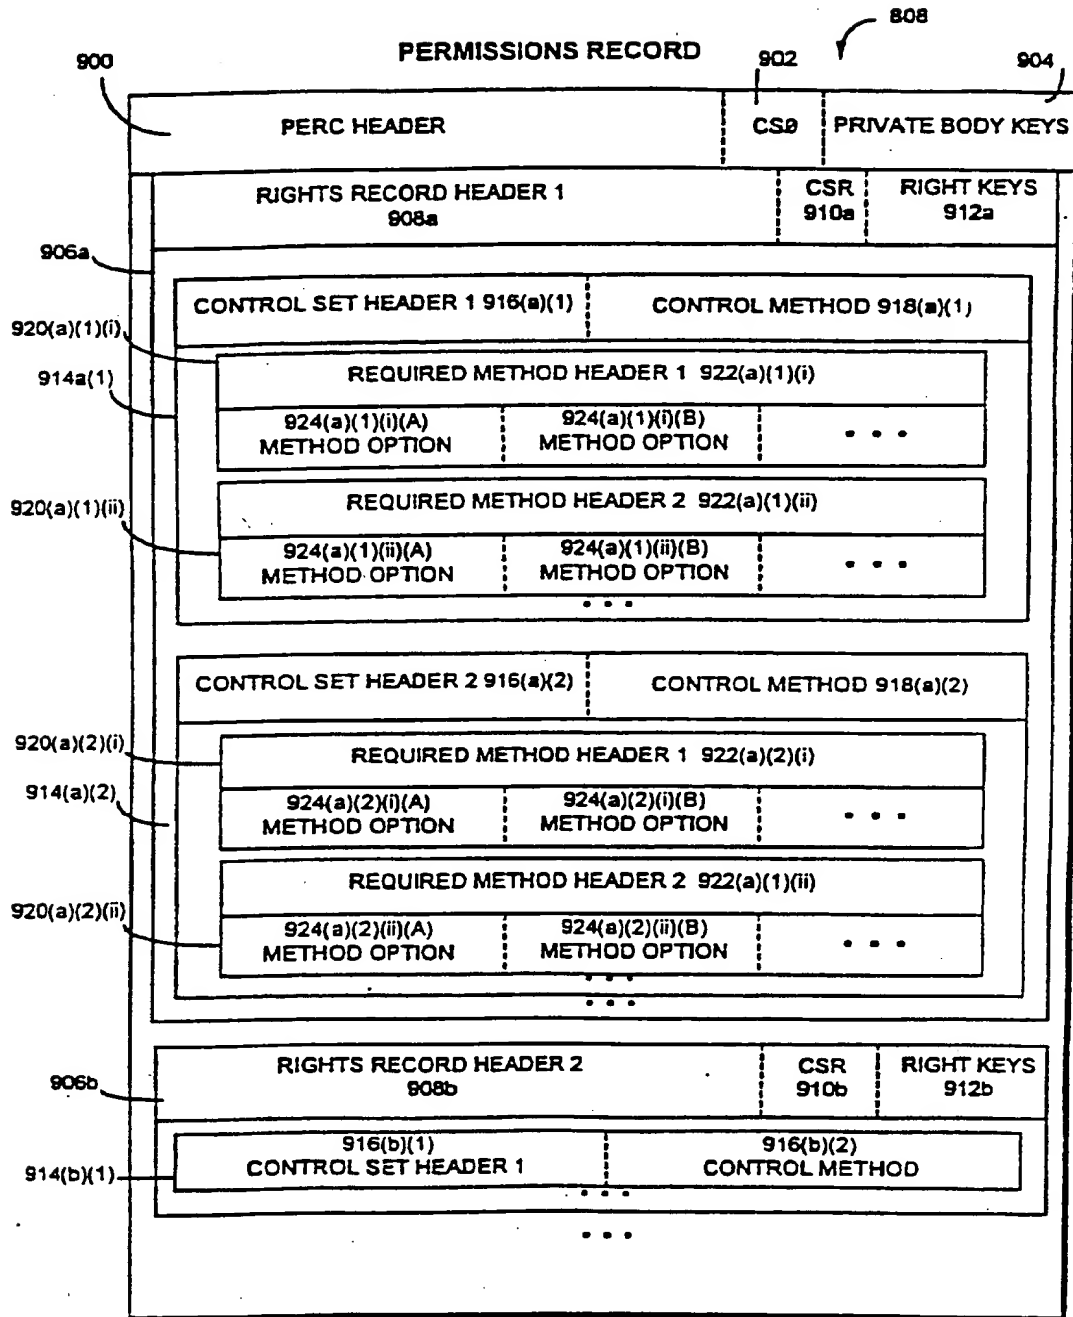 808
PERMISSIONS RECORD
900
902
904
PERC HEADER
CS0
PRIVATE BODY KEYS
RIGHTS RECORD HEADER 1
908a
CSR
910a
RIGHT KEYS
912a
906a
CONTROL SET HEADER 1 916(a)(1)
CONTROL METHOD 918(a)(1)
920(a)(1)(i)
REQUIRED METHOD HEADER 1 922(a)(1)(i)
914a(1)
924(a)(1)(i)(A)
METHOD OPTION
924(a)(1)(i)(B)
METHOD OPTION
• • •
REQUIRED METHOD HEADER 2 922(a)(1)(ii)
920(a)(1)(ii)
924(a)(1)(ii)(A)
METHOD OPTION
924(a)(1)(ii)(B)
METHOD OPTION
• • •
• • •
CONTROL SET HEADER 2 916(a)(2)
CONTROL METHOD 918(a)(2)
920(a)(2)(i)
REQUIRED METHOD HEADER 1 922(a)(2)(i)
914(a)(2)
924(a)(2)(i)(A)
METHOD OPTION
924(a)(2)(i)(B)
METHOD OPTION
• • •
REQUIRED METHOD HEADER 2 922(a)(1)(ii)
920(a)(2)(ii)
924(a)(2)(ii)(A)
METHOD OPTION
924(a)(2)(ii)(B)
METHOD OPTION
• • •
• • •
• • •
RIGHTS RECORD HEADER 2
908b
CSR
910b
RIGHT KEYS
912b
906b
916(b)(1)
CONTROL SET HEADER 1
916(b)(2)
CONTROL METHOD
914(b)(1)
• • •
• • •